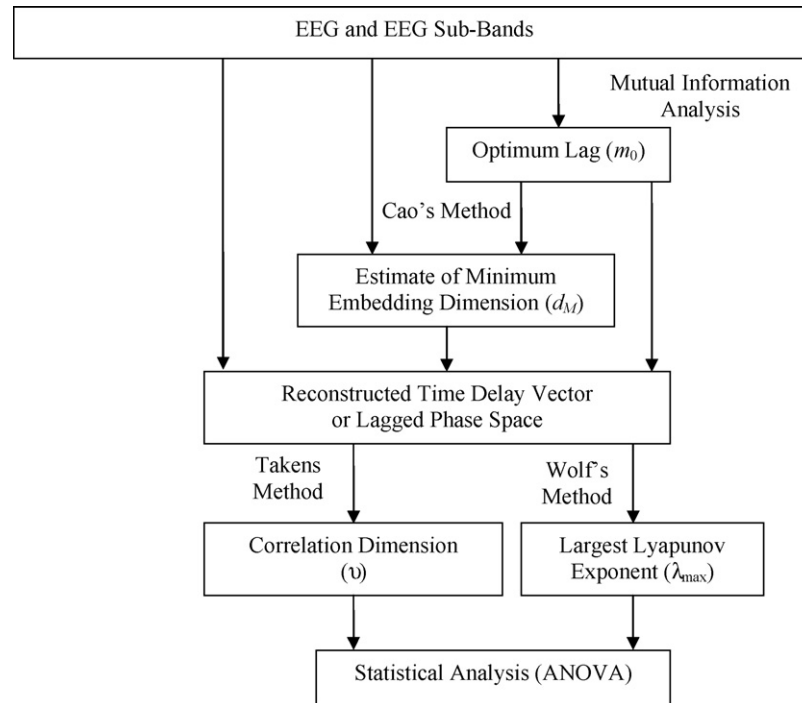 EEG and EEG Sub-Bands
Mutual Information
Analysis
Optimum Lag (m₀)
Cao's Method
Estimate of Minimum
Embedding Dimension (d_M)
Reconstructed Time Delay Vector
or Lagged Phase Space
Takens
Method
Wolf's
Method
Correlation Dimension
(υ)
Largest Lyapunov
Exponent (λ_max)
Statistical Analysis (ANOVA)